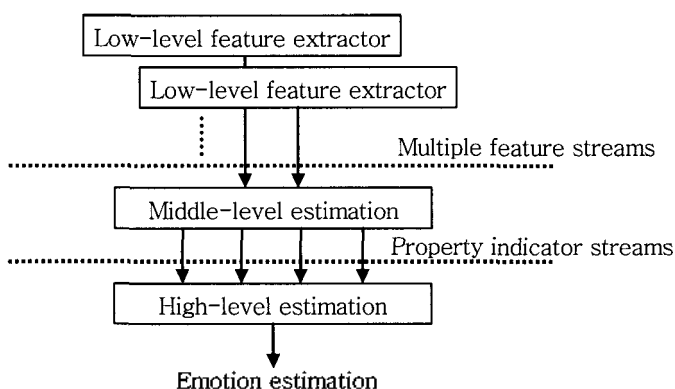 Low-level feature extractor
Low-level feature extractor
Multiple feature streams
Middle-level estimation
Property indicator streams
High-level estimation
Emotion estimation